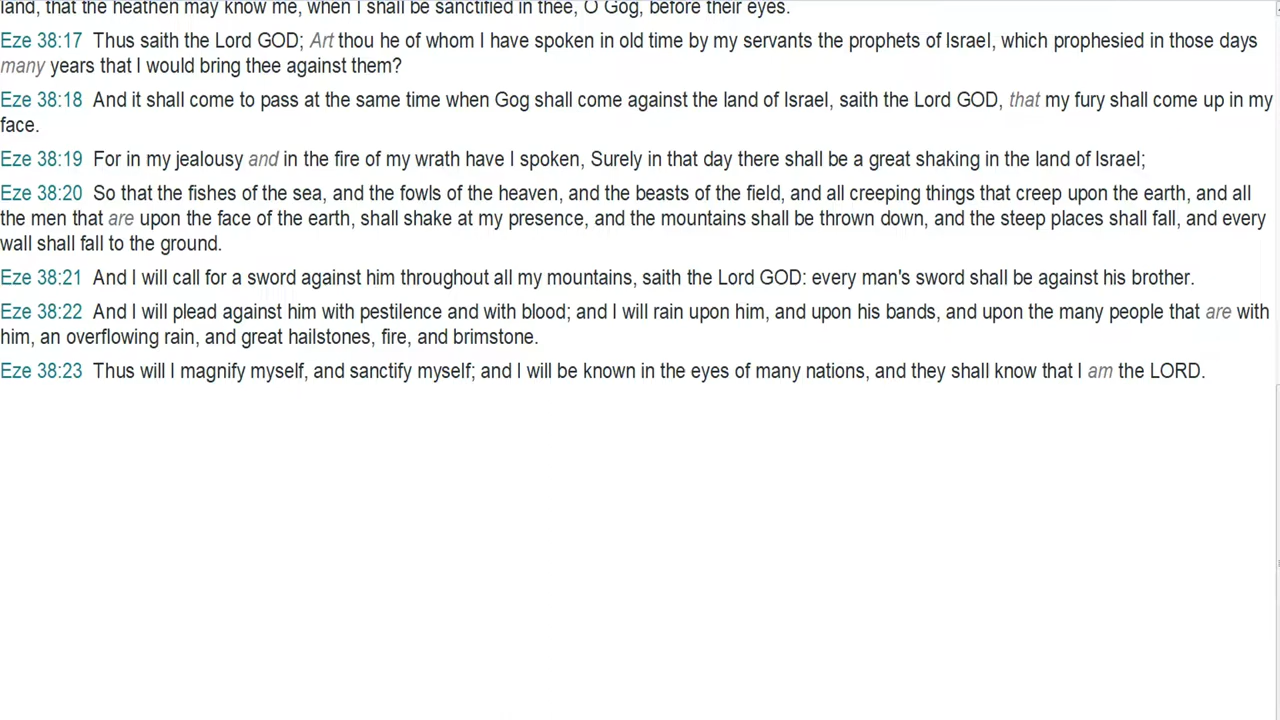 land, that the heathen may know me, when I shall be sanctified in thee, O Gog, before their eyes.
Eze 38:17 Thus saith the Lord GOD; Art thou he of whom I have spoken in old time by my servants the prophets of Israel, which prophesied in those days
many years that I would bring thee against them?
Eze 38:18 And it shall come to pass at the same time when Gog shall come against the land of Israel, saith the Lord GOD, that my fury shall come up in my
face.
Eze 38:19 For in my jealousy and in the fire of my wrath have I spoken, Surely in that day there shall be a great shaking in the land of Israel;
Eze 38:20 So that the fishes of the sea, and the fowls of the heaven, and the beasts of the field, and all creeping things that creep upon the earth, and all
the men that are upon the face of the earth, shall shake at my presence, and the mountains shall be thrown down, and the steep places shall fall, and every
wall shall fall to the ground.
Eze 38:21 And I will call for a sword against him throughout all my mountains, saith the Lord GOD: every man's sword shall be against his brother.
Eze 38:22 And I will plead against him with pestilence and with blood; and I will rain upon him, and upon his bands, and upon the many people that are with
him, an overflowing rain, and great hailstones, fire, and brimstone.
Eze 38:23 Thus will I magnify myself, and sanctify myself; and I will be known in the eyes of many nations, and they shall know that I am the LORD.